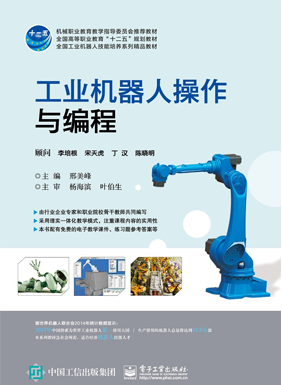 十二五
机械职业教育教学指导委员会推荐教材
全国高等职业教育“十二五”规划教材
全国工业机器人技能培养系列精品教材
工业机器人操作
与编程
顾问 李培根 宋天虎 丁汉 陈晓明
主编 邢美峰
主审 杨海滨 叶伯生
由行业企业专家和职业院校骨干教师共同编写
采用理实一体化教学模式，注重课程内容的实用性
本书配有免费的电子教学课件、练习题参考答案等
中国工信出版集团
电子工业出版社
PUBLISHING HOUSE OF ELECTRONICS INDUSTRY